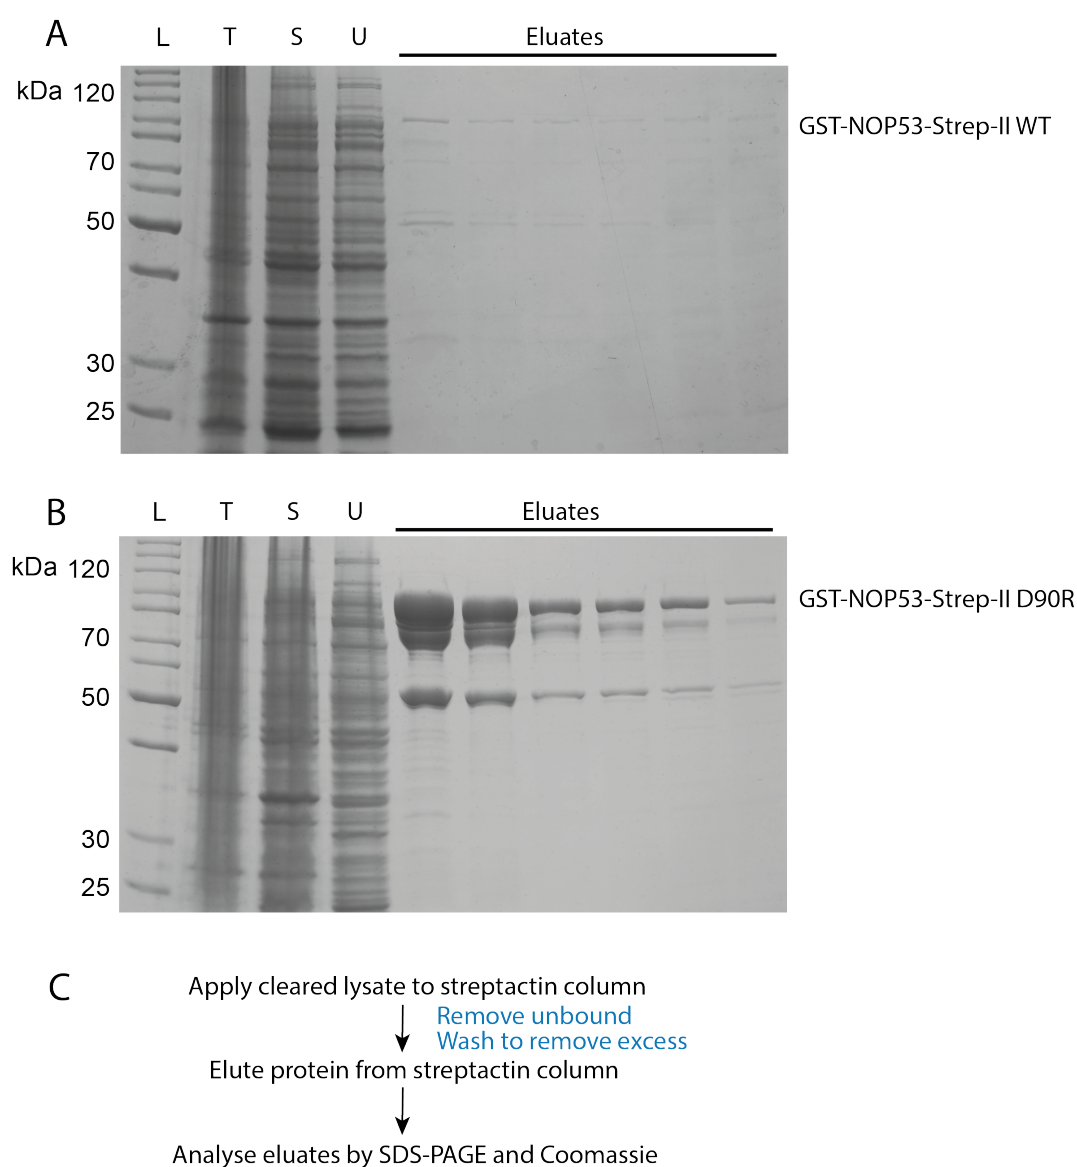 A
L T S U Eluates
kDa 120
GST-NOP53-Strep-II WT
70
50
30
25
B
L T S U Eluates
kDa 120
GST-NOP53-Strep-II D90R
70
50
30
25
C
Apply cleared lysate to streptactin column
Remove unbound
Wash to remove excess
Elute protein from streptactin column
Analyse eluates by SDS-PAGE and Coomassie